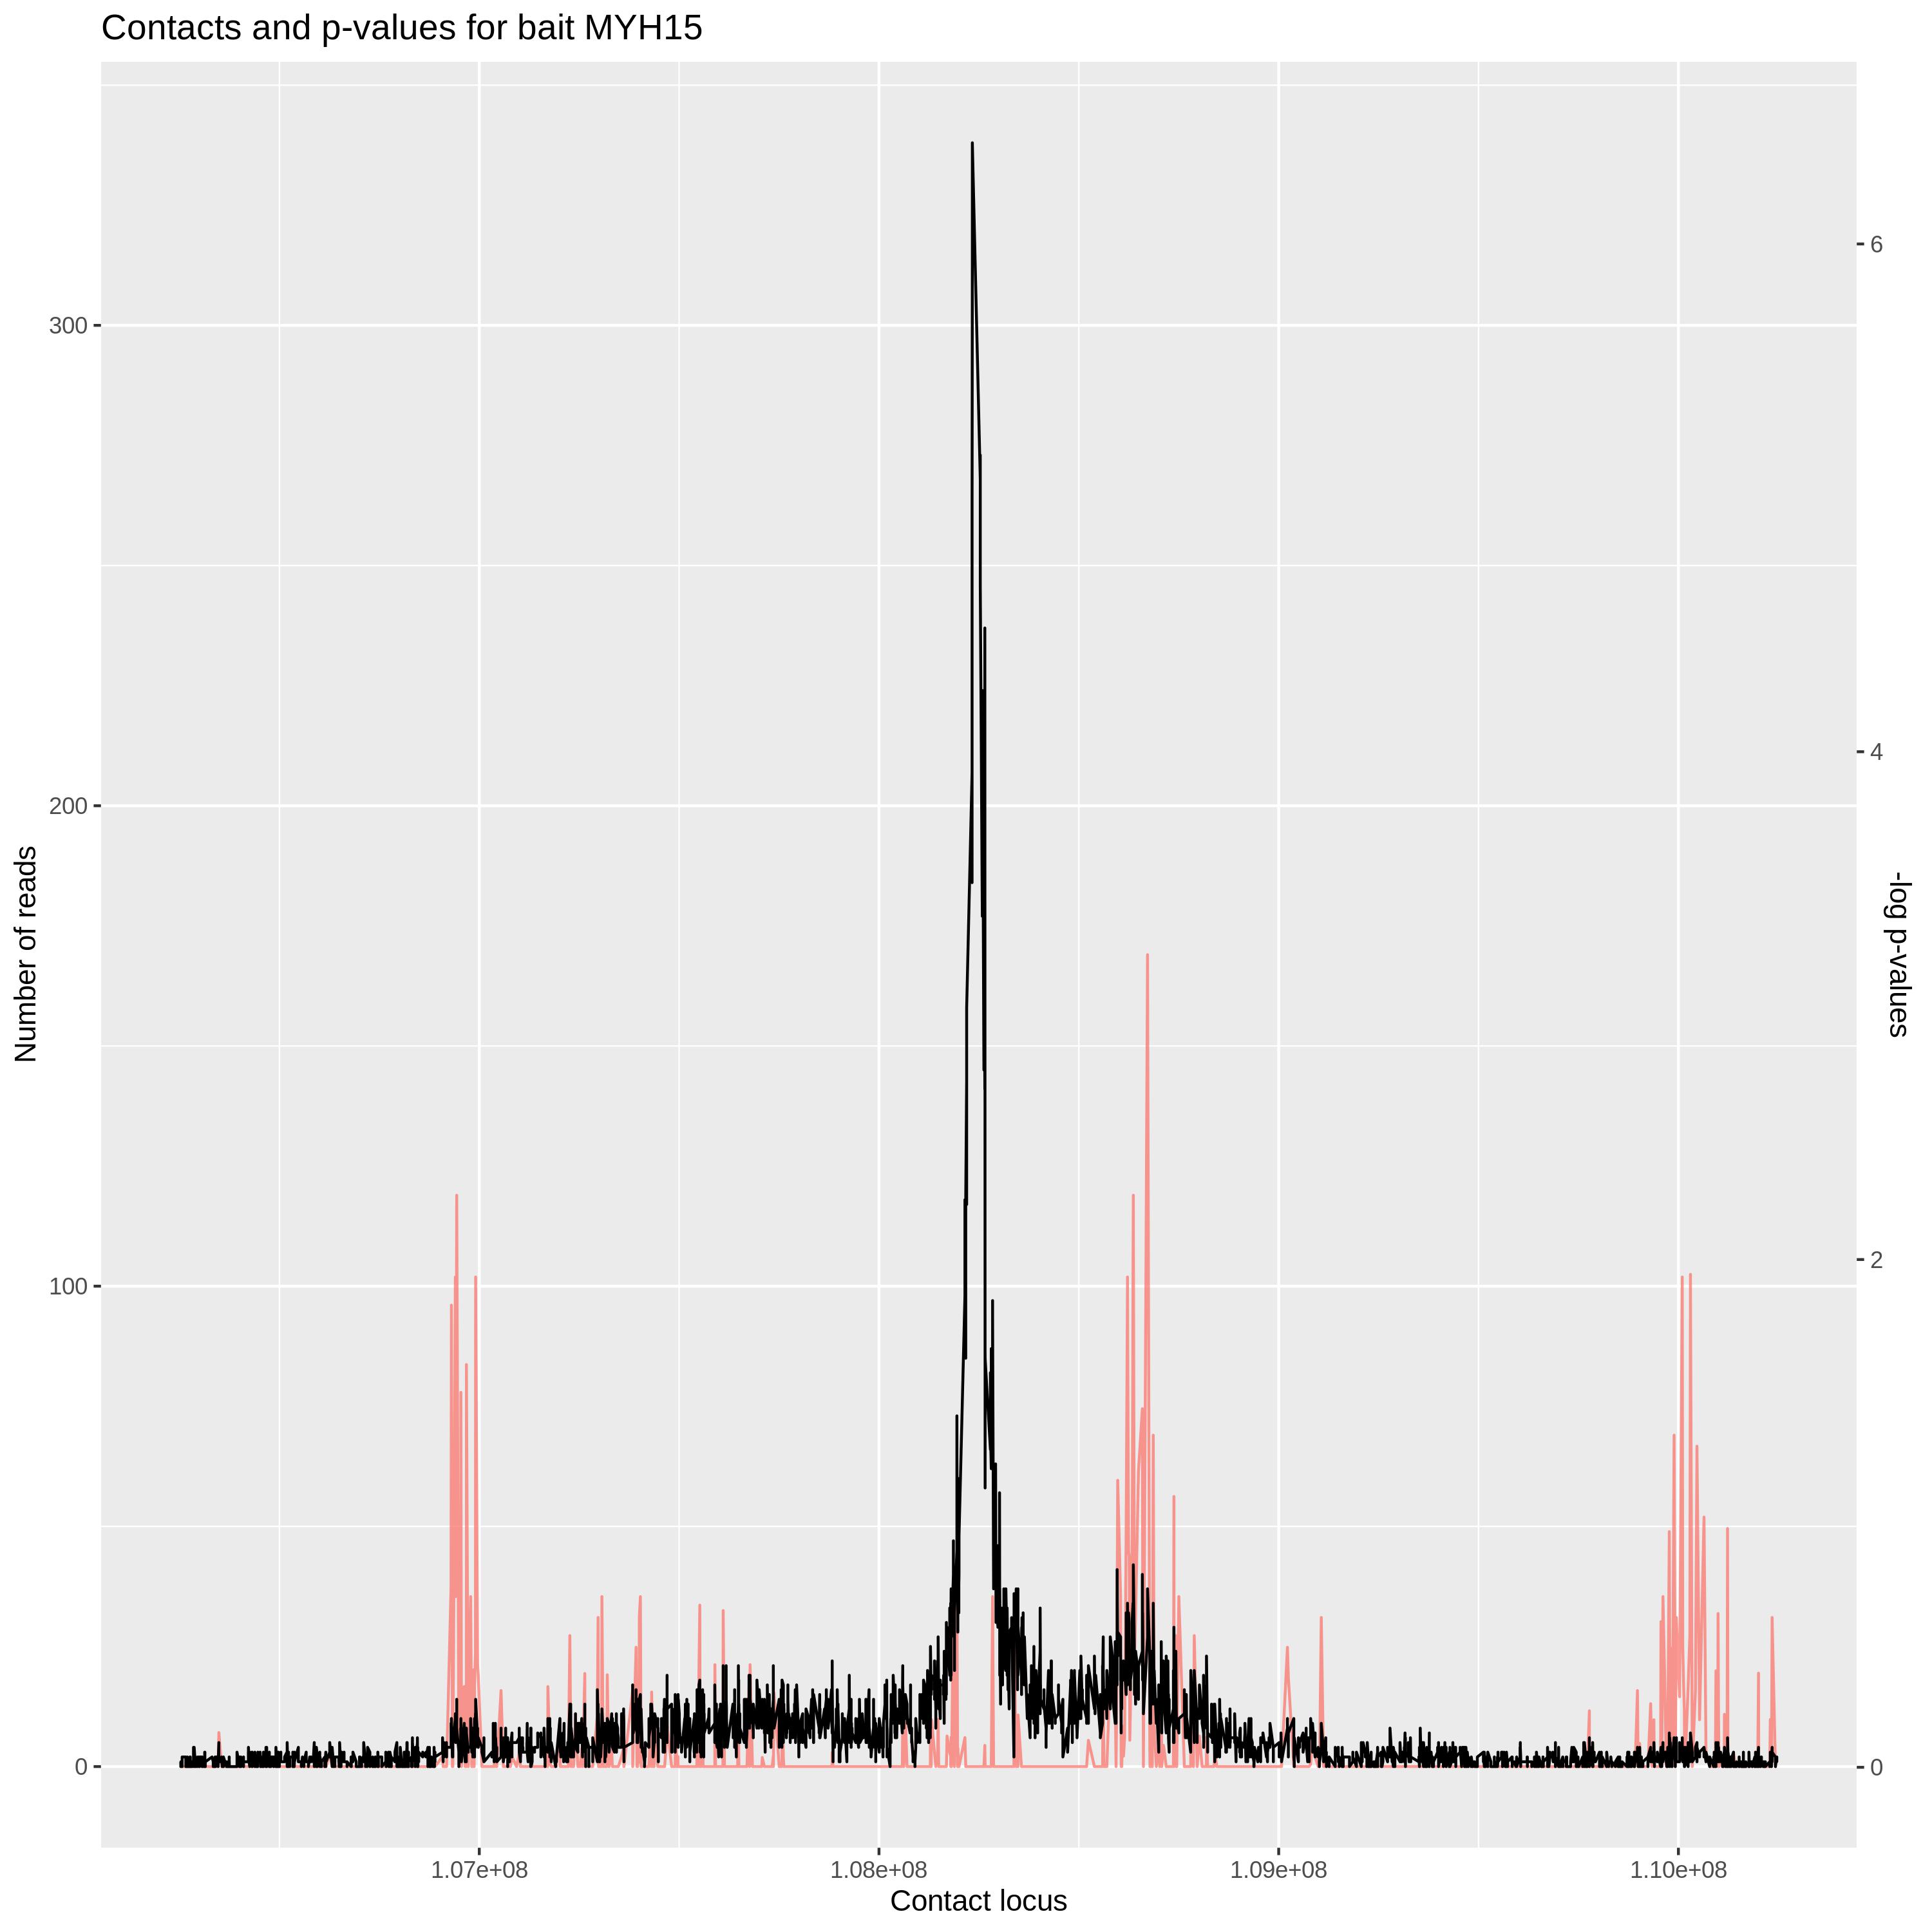 Contacts and p-values for bait MYH15
300
200
100
0
Number of reads
6
4
2
0
-log p-values
1.07e+08 1.08e+08 1.09e+08 1.10e+08
Contact locus